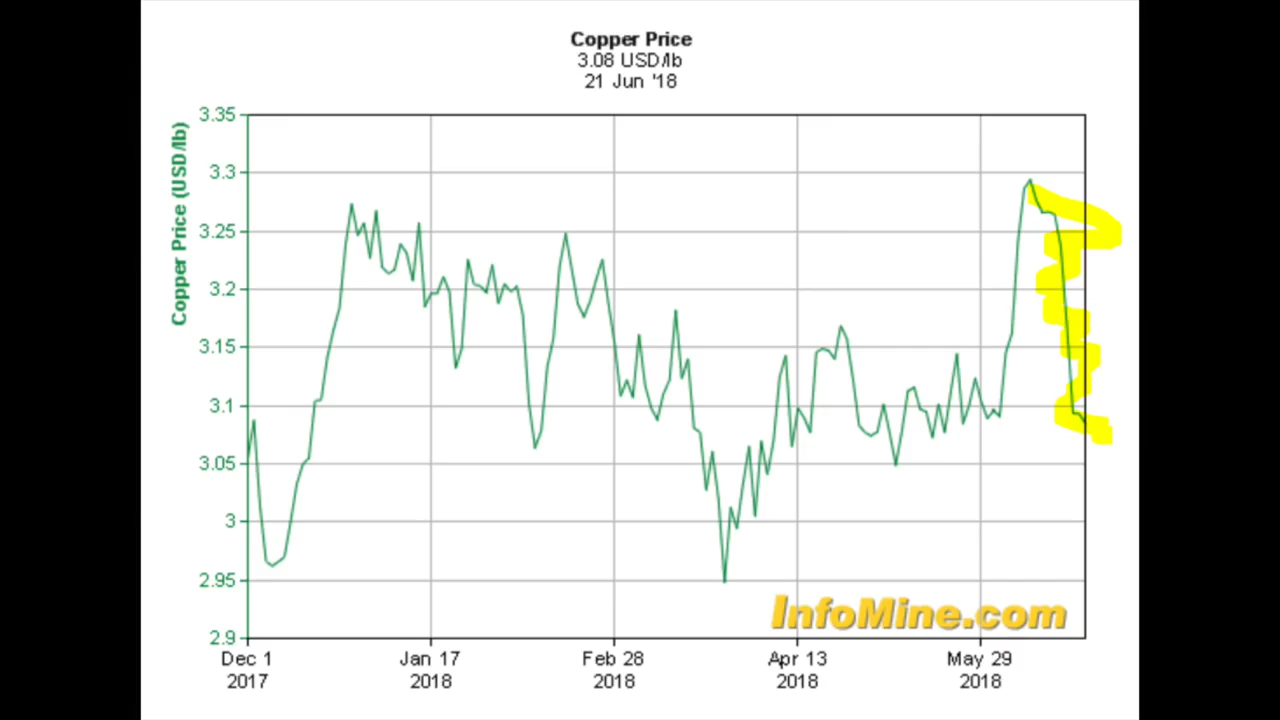 Copper Price
3.08 USD/lb
21 Jun '18
Copper Price (USD/lb)
3.35
3.3
3.25
3.2
3.15
3.1
3.05
3
2.95
2.9
InfoMine.com
Dec 1 Jan 17 Feb 28 Apr 13 May 29
2017 2018 2018 2018 2018